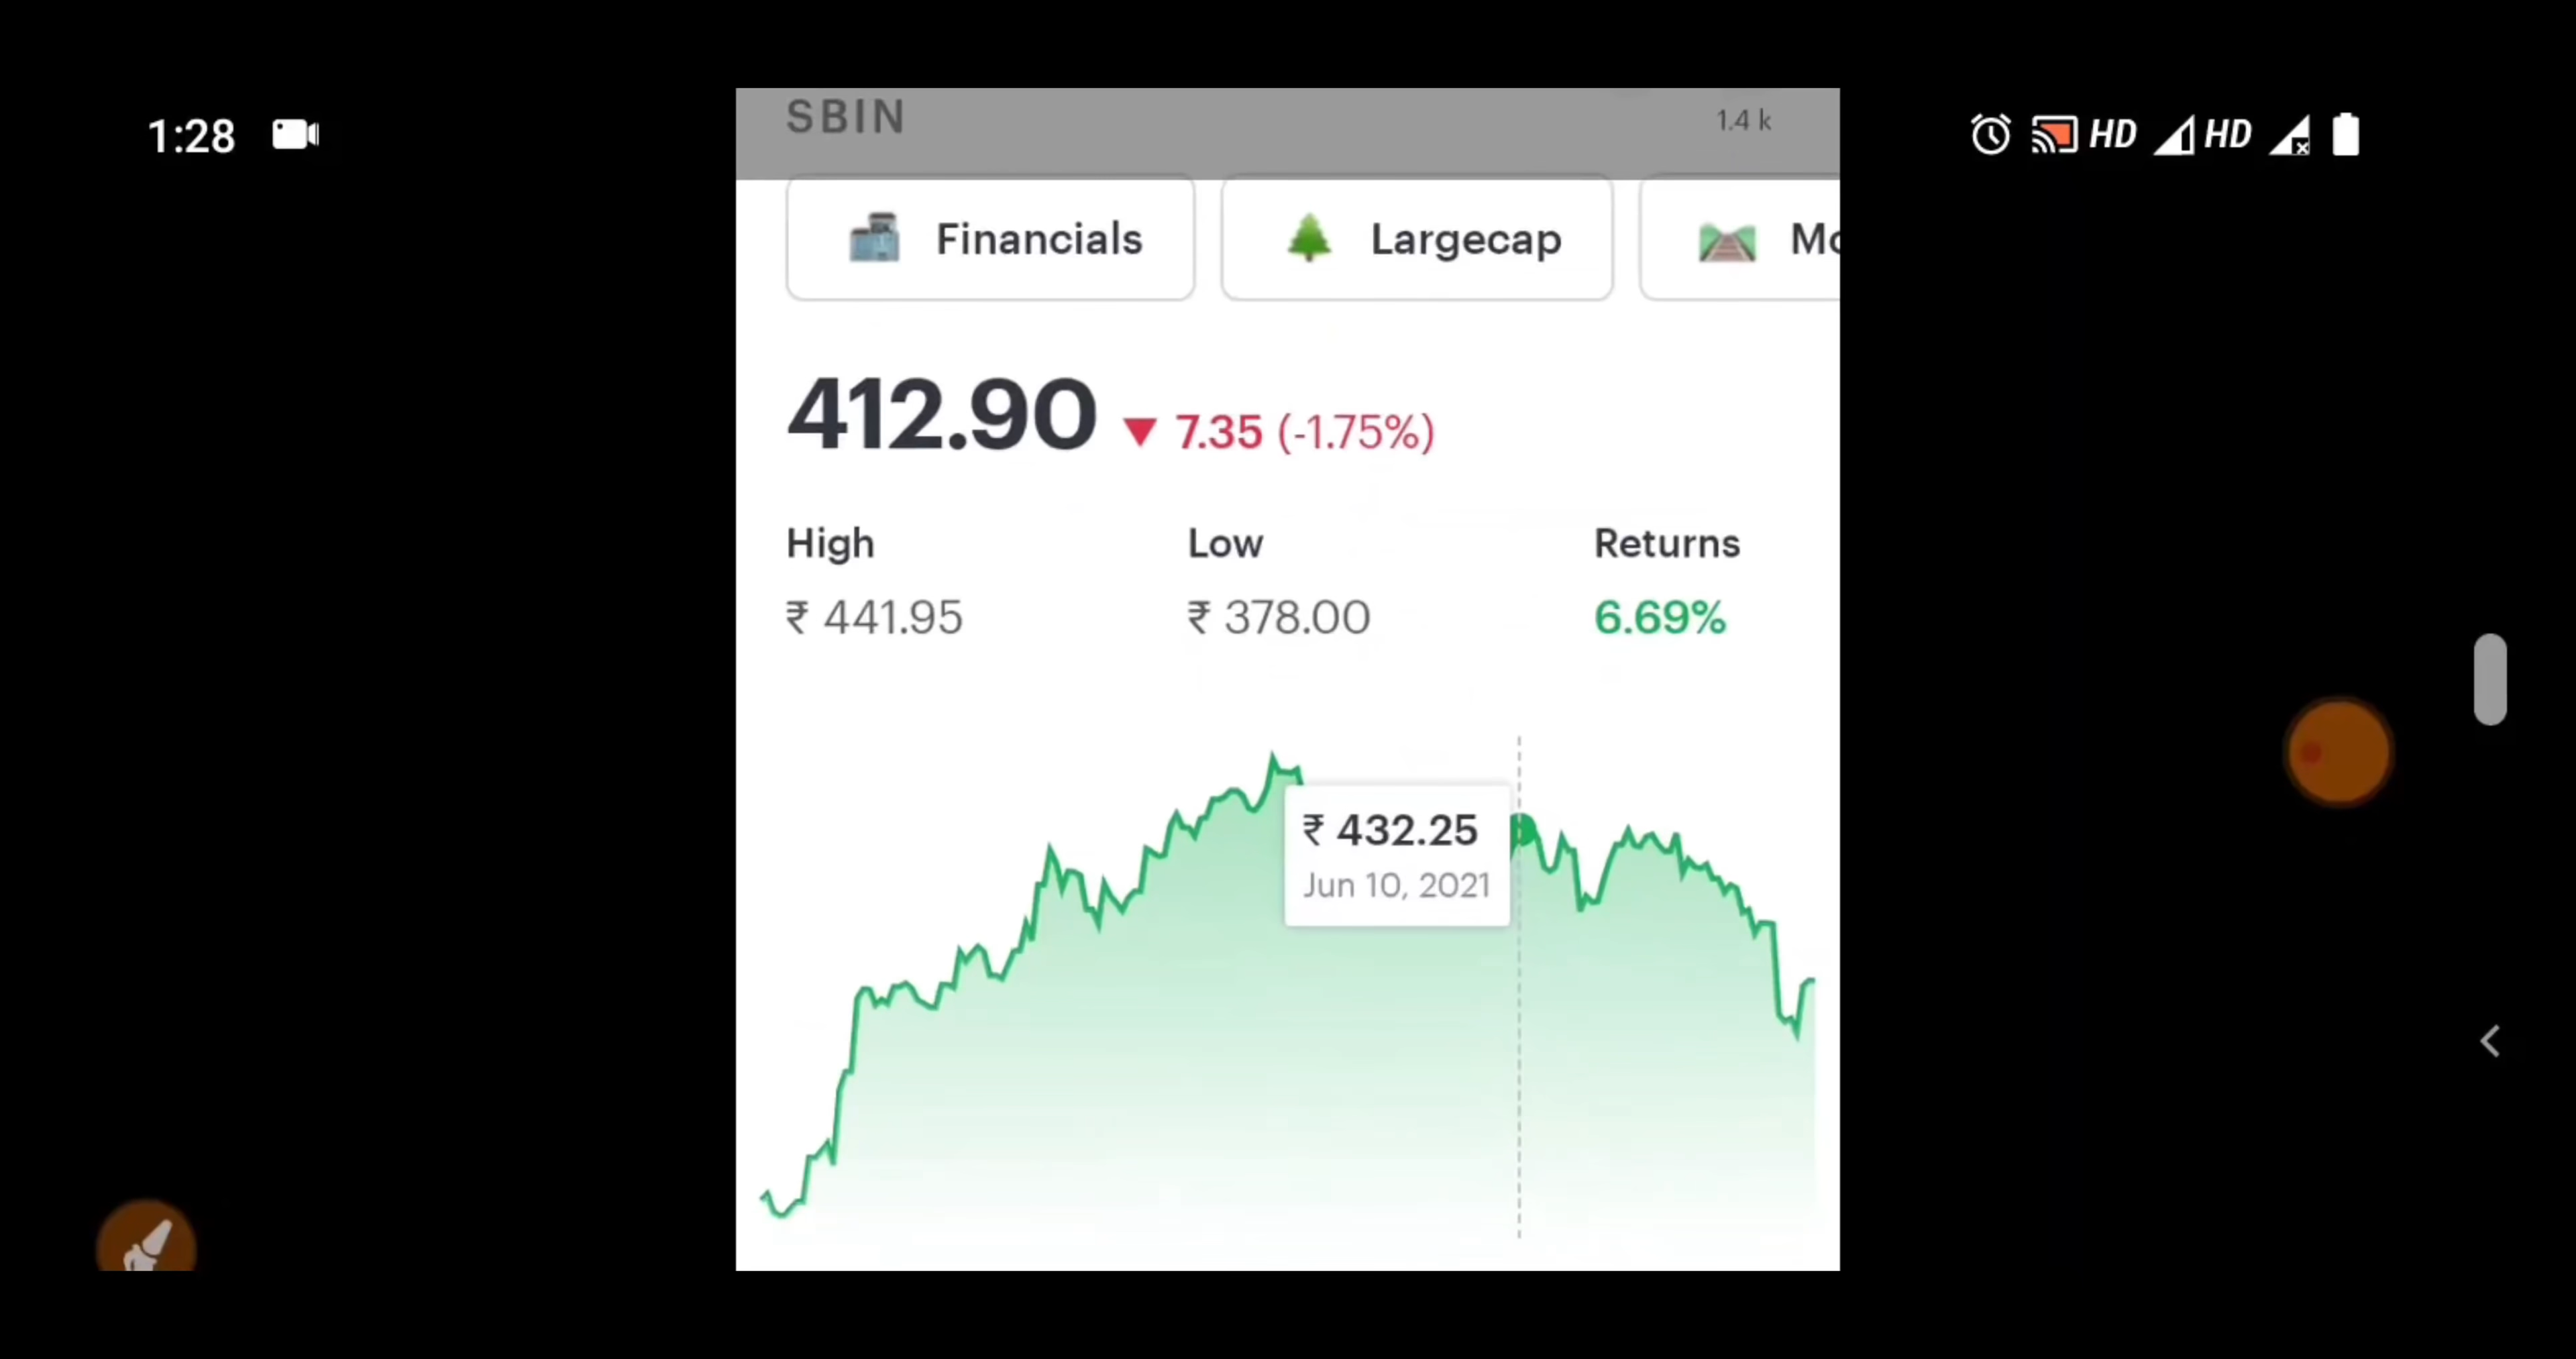 1:28
HD HD
SBIN 1.4 k
Financials Largecap
412.90 ▼ 7.35 (-1.75%)
High Low Returns
₹ 441.95 ₹ 378.00 6.69%
₹ 432.25
Jun 10, 2021